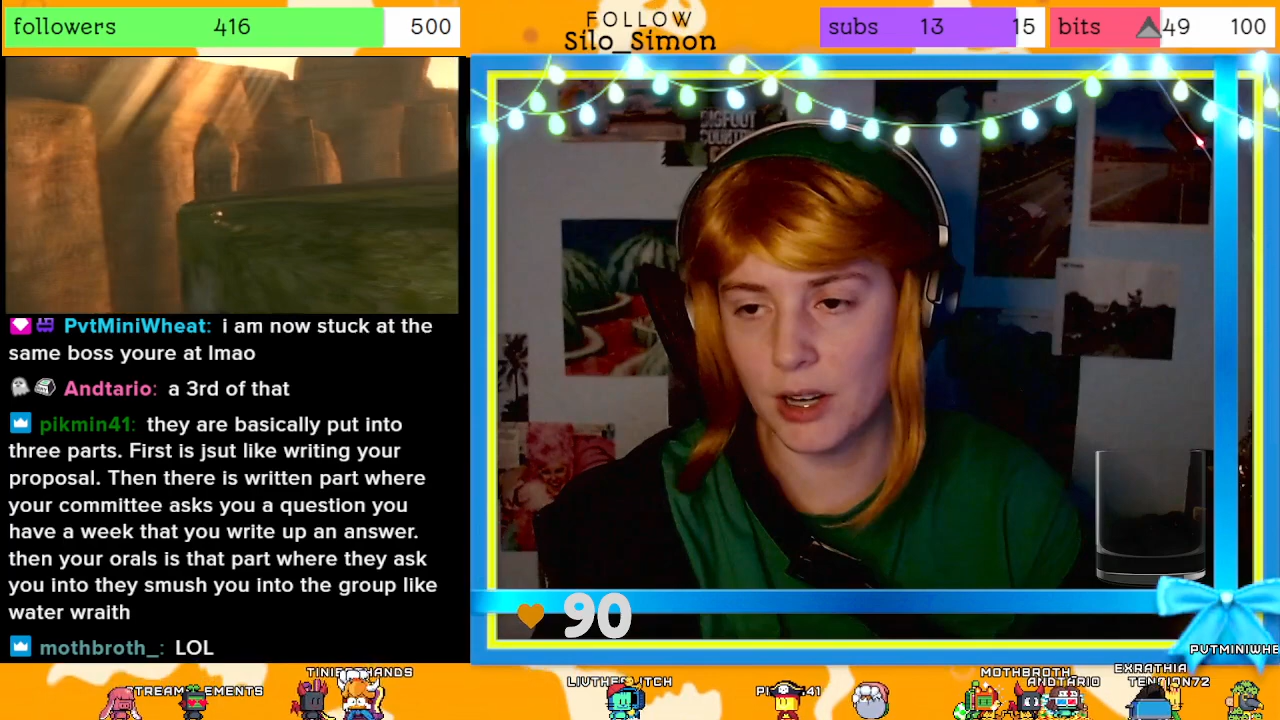 followers 416 500
FOLLOW
Silo_Simon
subs 13 15
bits 49 100
BIGFOOT
COUNTRY
PvtMiniWheat: i am now stuck at the
same boss youre at lmao
Andtario: a 3rd of that
pikmin41: they are basically put into
three parts. First is jsut like writing your
proposal. Then there is written part where
your committee asks you a question you
have a week that you write up an answer.
then your orals is that part where they ask
you into they smush you into the group like
water wraith
mothbroth_: LOL
90
PUTMINIWHE
MOTHBROTH
EXRATHIA
ANDTARIO
TENCION72